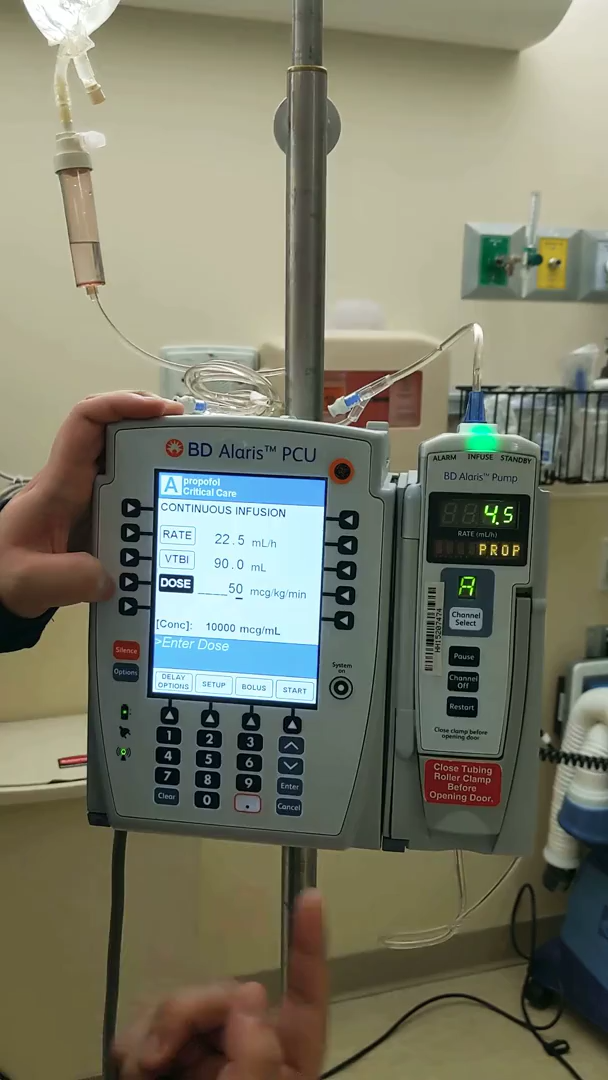 BD Alaris™ PCU
A propofol
Critical Care
CONTINUOUS INFUSION
RATE 22.5 mL/h
VTBI 90.0 mL
DOSE ____50 mcg/kg/min
[Conc]: 10000 mcg/mL
>Enter Dose
DELAY OPTIONS SETUP BOLUS START
Silence
Options
System on
1 2 3
4 5 6
7 8 9 Enter
Clear 0 . Cancel
ALARM INFUSE STANDBY
BD Alaris™ Pump
4.5
RATE (mL/h)
PROP
A
Channel
Select
Pause
Channel
Off
Restart
Close clamp before
opening door.
Close Tubing
Roller Clamp
Before
Opening Door.